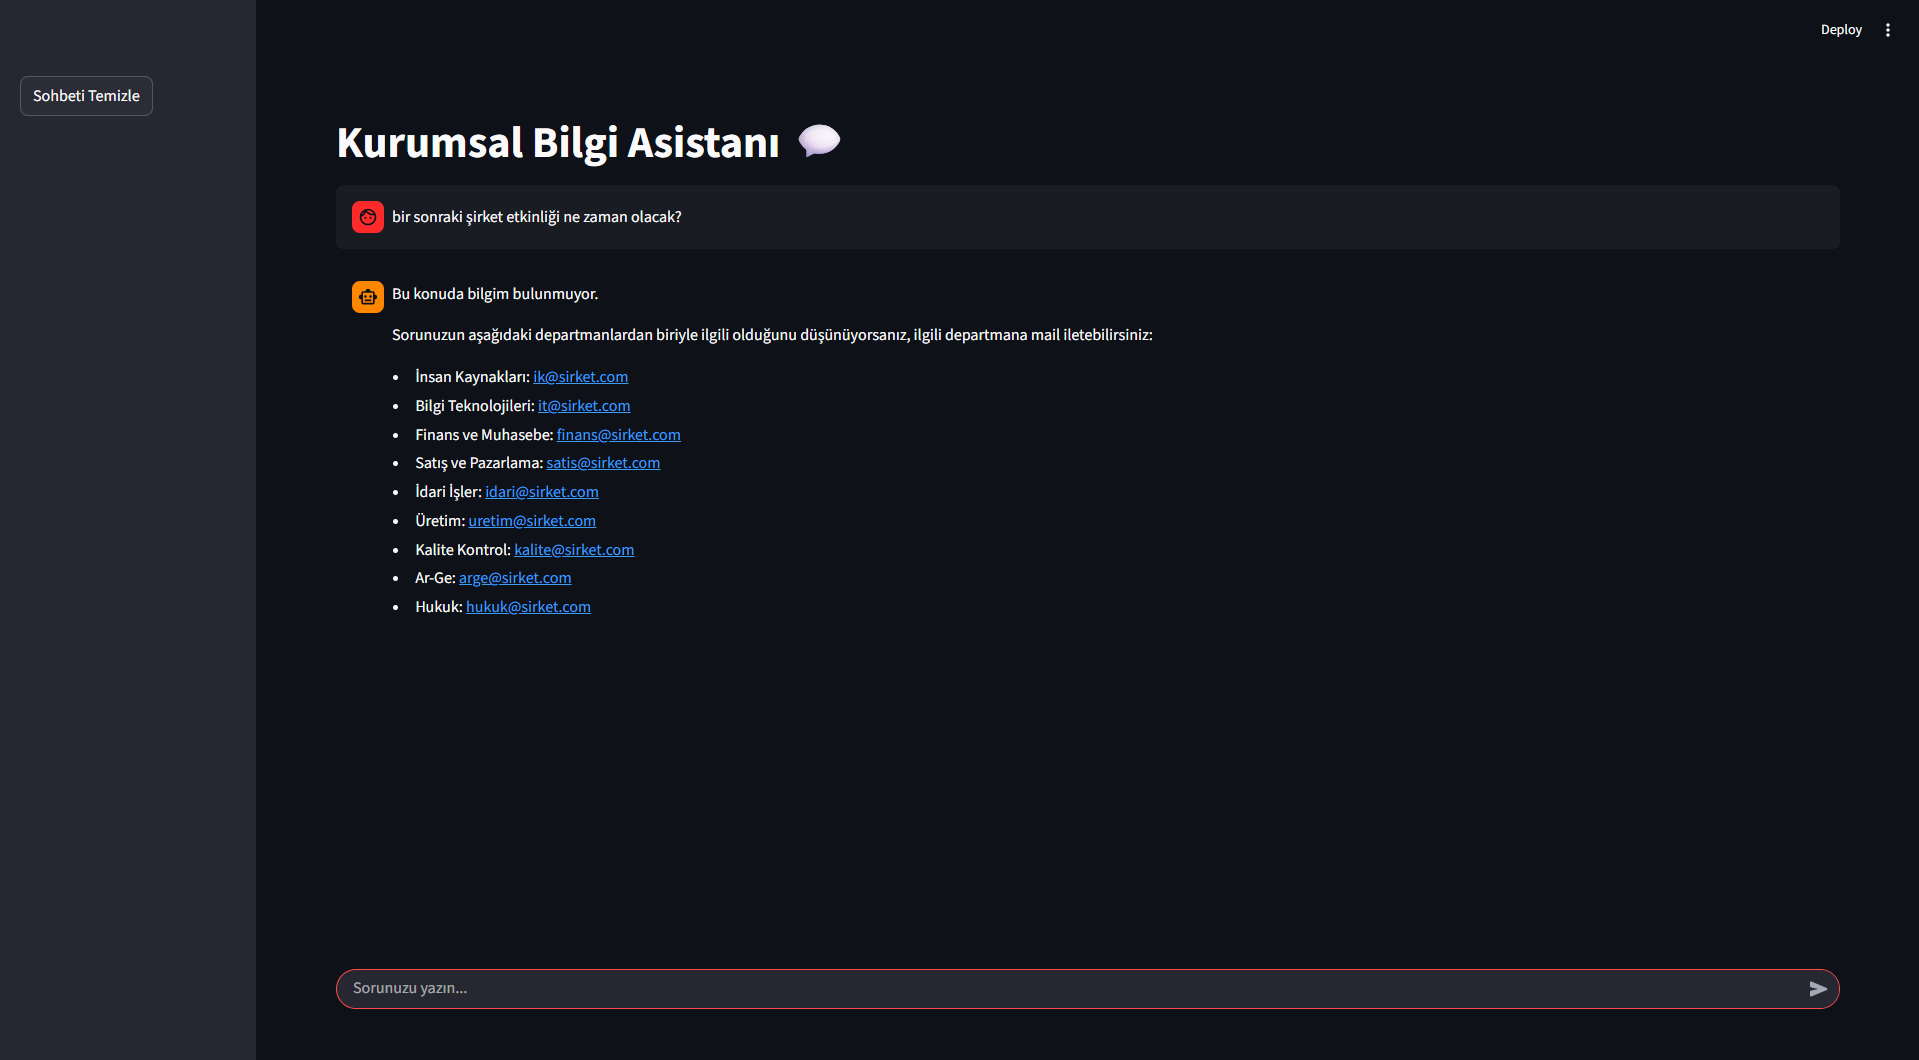 Deploy
Sohbeti Temizle
Kurumsal Bilgi Asistanı
bir sonraki şirket etkinliği ne zaman olacak?
Bu konuda bilgim bulunmuyor.
Sorunuzun aşağıdaki departmanlardan biriyle ilgili olduğunu düşünüyorsanız, ilgili departmana mail iletebilirsiniz:
• İnsan Kaynakları: ik@sirket.com
• Bilgi Teknolojileri: it@sirket.com
• Finans ve Muhasebe: finans@sirket.com
• Satış ve Pazarlama: satis@sirket.com
• İdari İşler: idari@sirket.com
• Üretim: uretim@sirket.com
• Kalite Kontrol: kalite@sirket.com
• Ar-Ge: arge@sirket.com
• Hukuk: hukuk@sirket.com
Sorunuzu yazın...